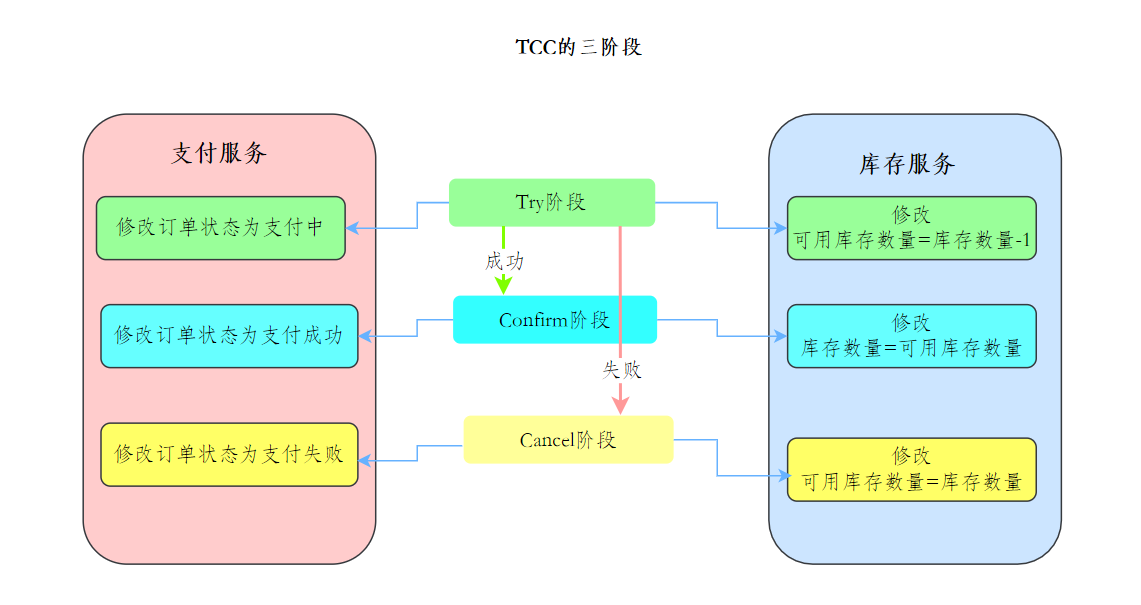 TCC的三阶段
支付服务
修改订单状态为支付中
修改订单状态为支付成功
修改订单状态为支付失败
Try阶段
成功
Confirm阶段
失败
Cancel阶段
库存服务
修改
可用库存数量=库存数量-1
修改
库存数量=可用库存数量
修改
可用库存数量=库存数量